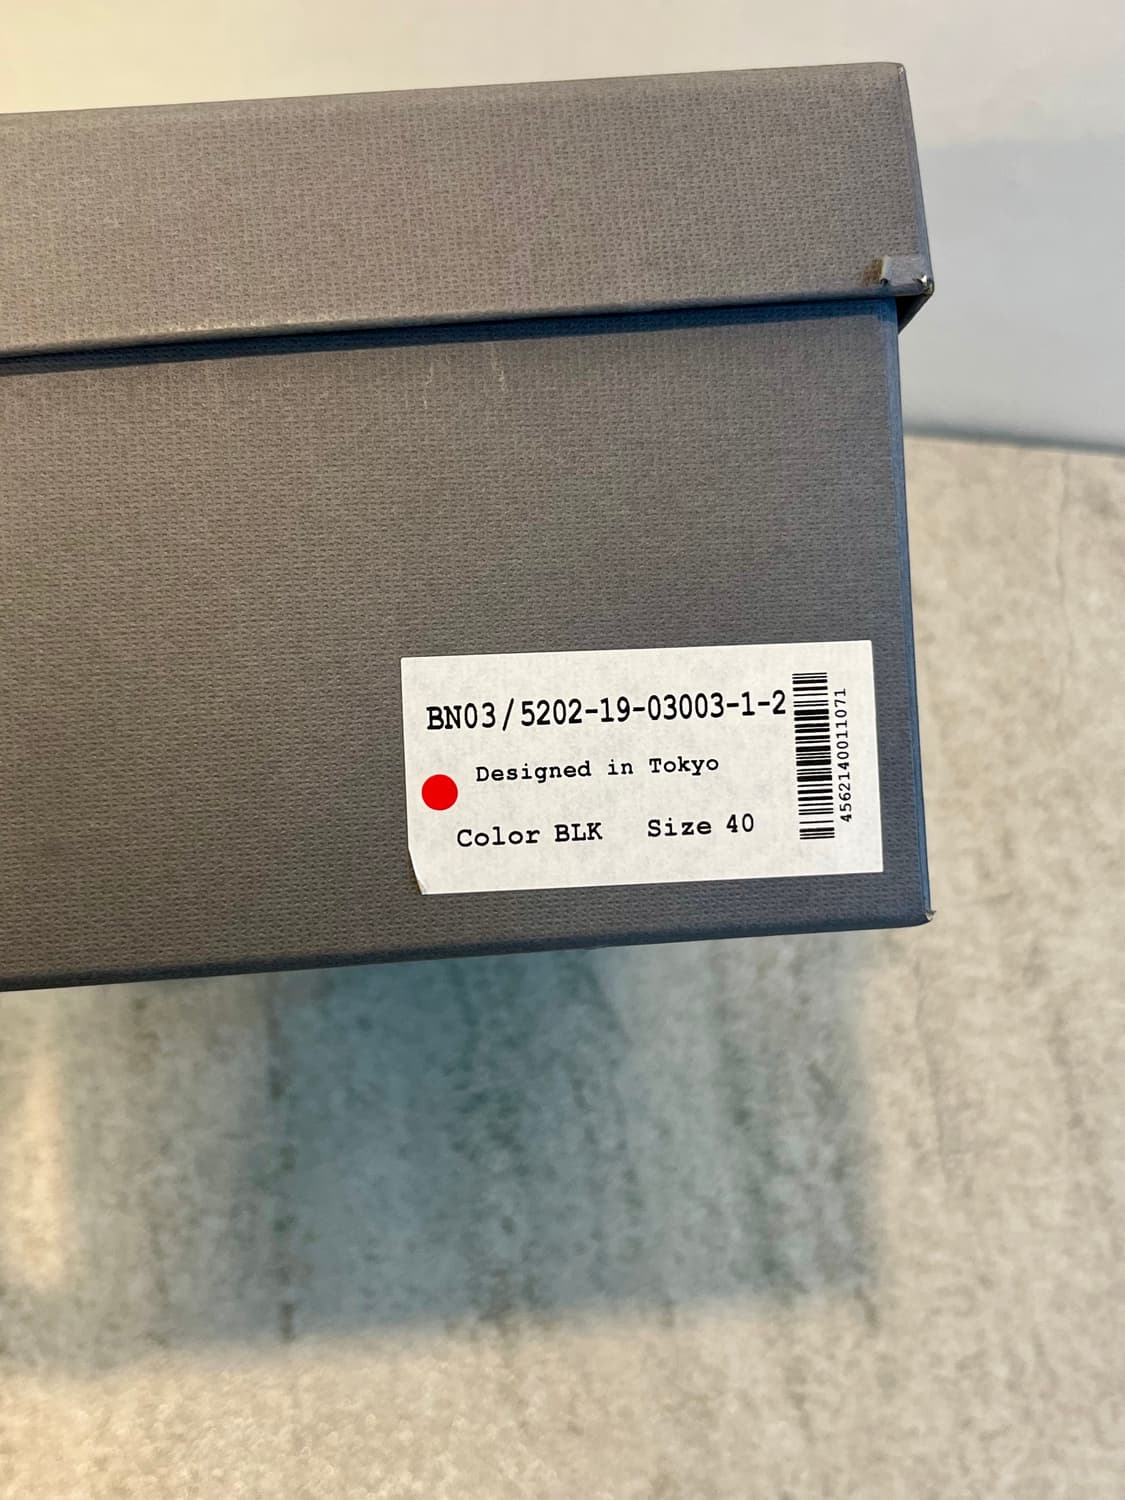 BN03/5202-19-03003-1-2
Designed in Tokyo
Color BLK Size 40
4562140011071